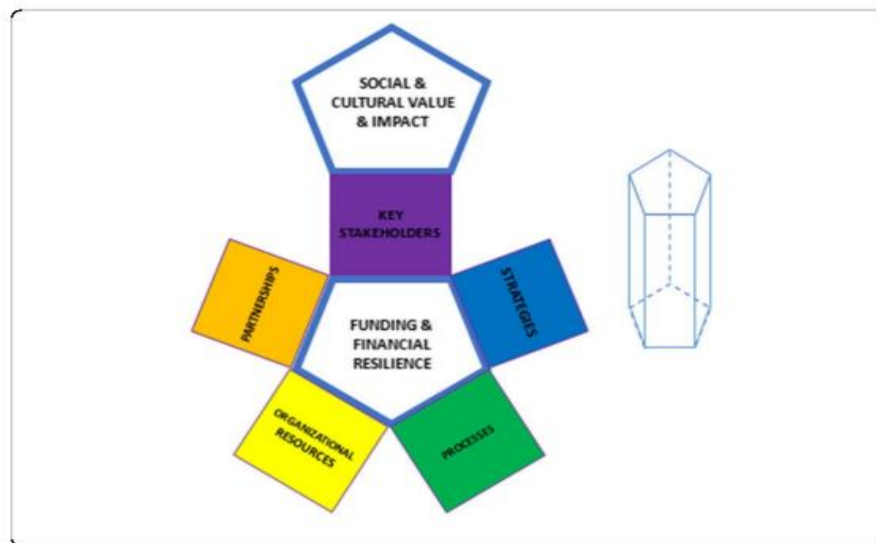 SOCIAL &
CULTURAL VALUE
& IMPACT
KEY
STAKEHOLDERS
PARTNERSHIPS
STRATEGIES
FUNDING &
FINANCIAL
RESILIENCE
ORGANIZATIONAL
RESOURCES
PROCESSES